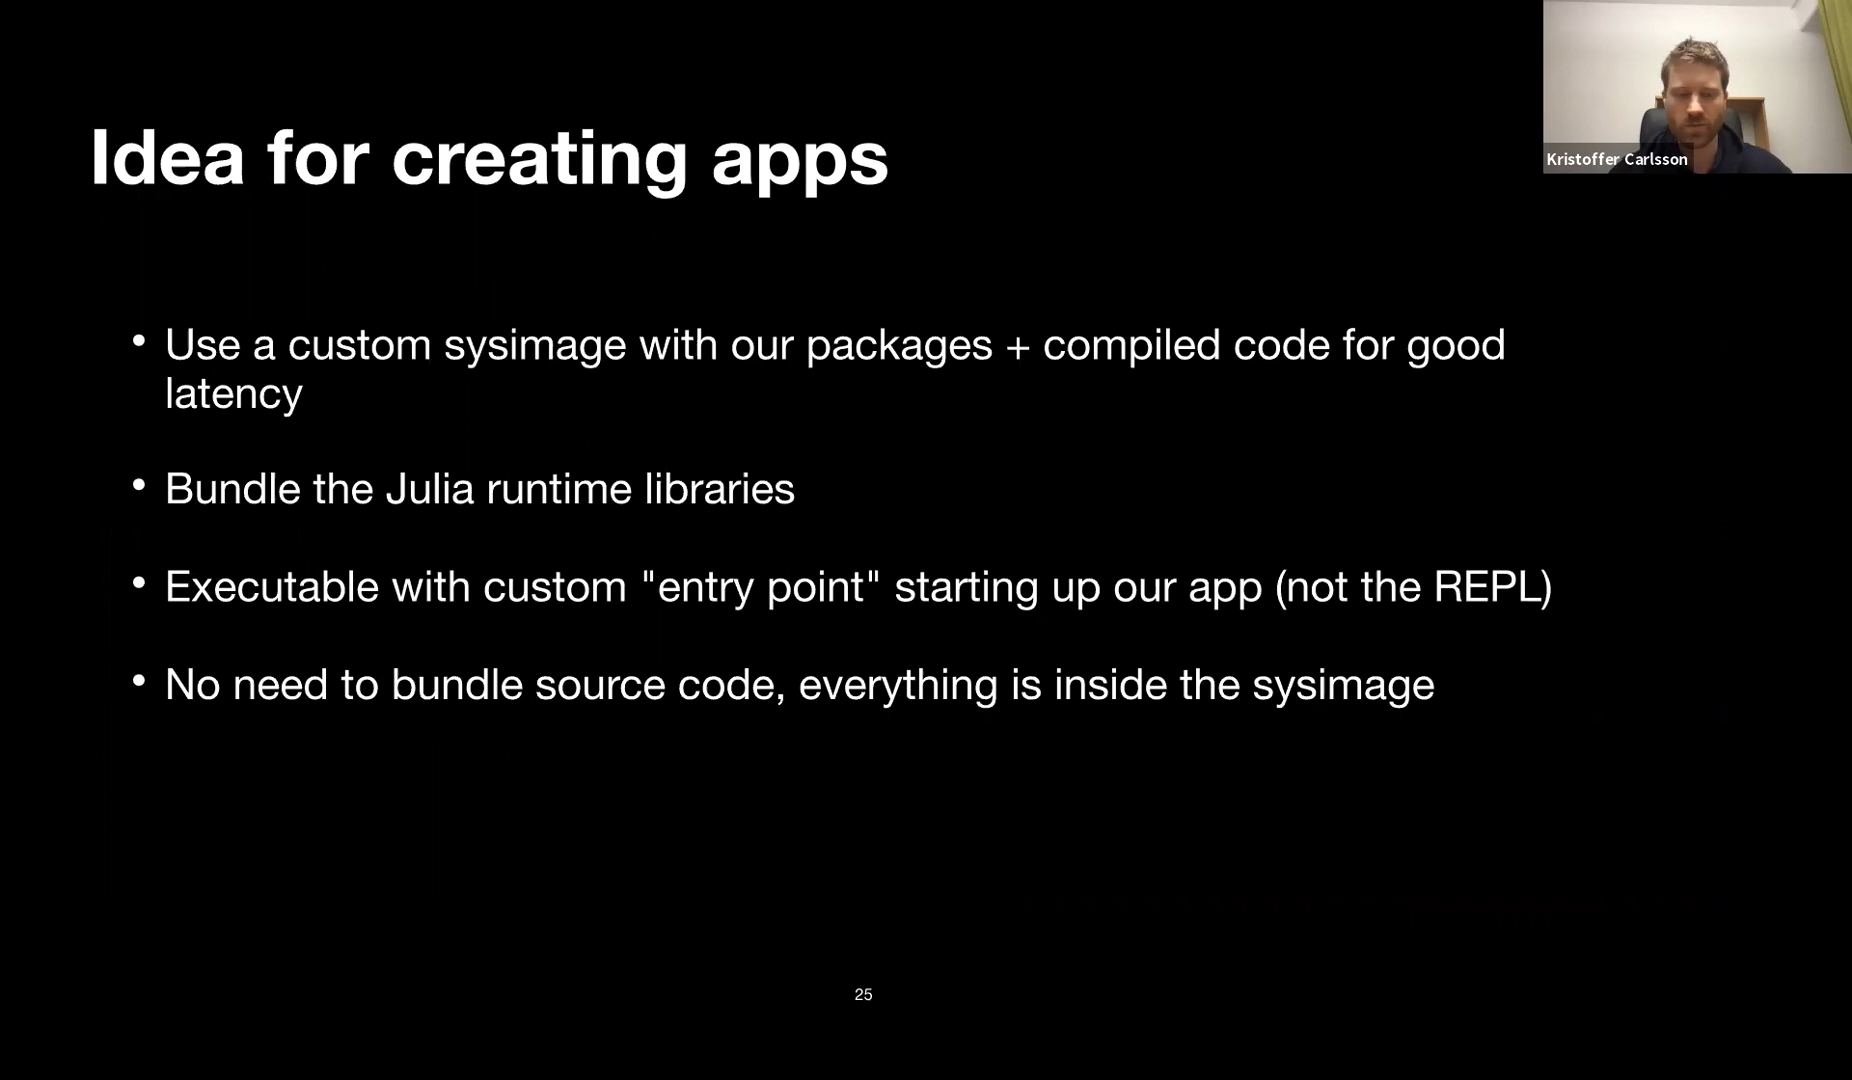 Idea for creating apps
Kristoffer Carlsson
• Use a custom sysimage with our packages + compiled code for good
latency
• Bundle the Julia runtime libraries
• Executable with custom "entry point" starting up our app (not the REPL)
• No need to bundle source code, everything is inside the sysimage
25